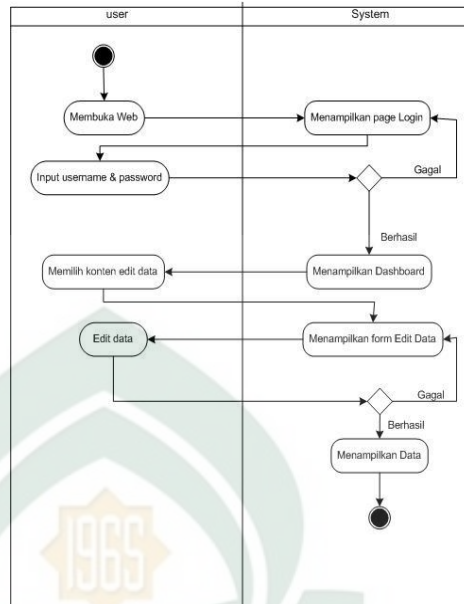 user
System
Membuka Web
Menampilkan page Login
Input username & password
Gagal
Berhasil
Memilih konten edit data
Menampilkan Dashboard
Edit data
Menampilkan form Edit Data
Gagal
Berhasil
Menampilkan Data
1965